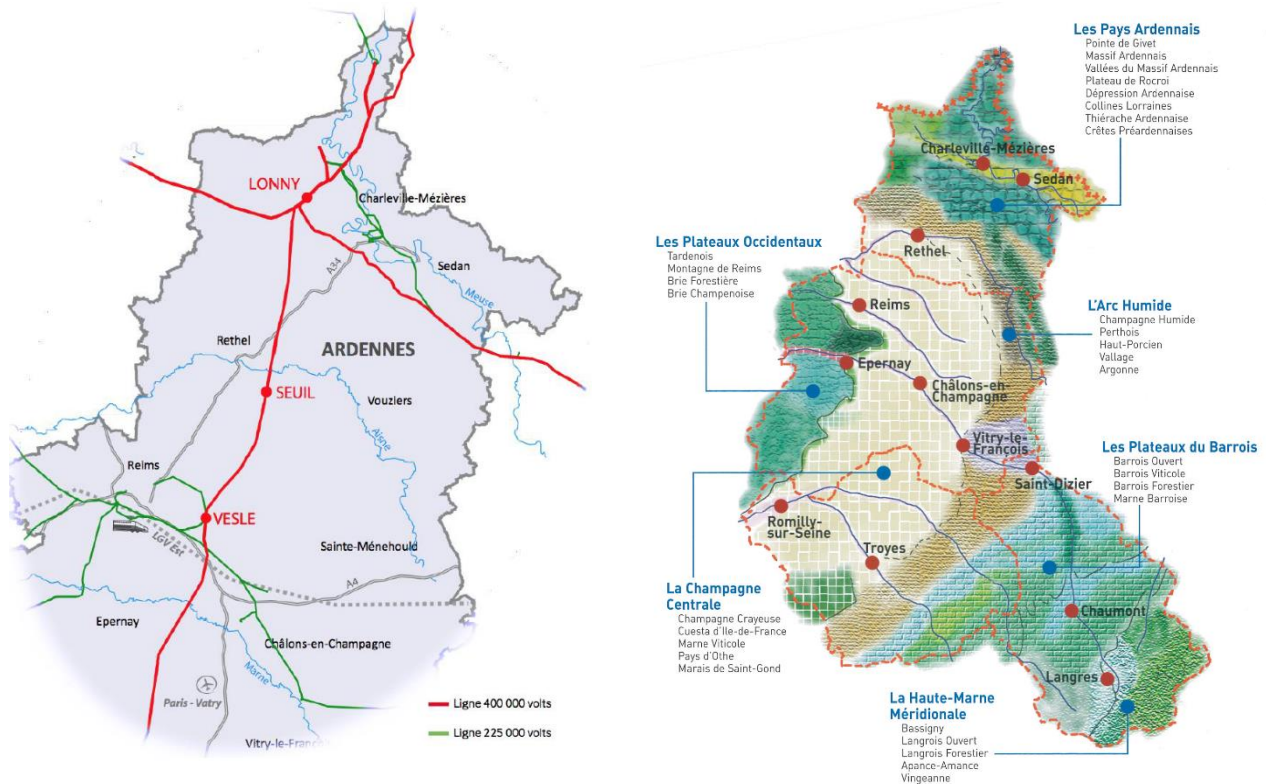 LONNY
Charleville-Mézières
Sedan
A34
Meuse
Rethel
ARDENNES
SEUIL
Vouziers
Aisne
Reims
VESLE
LGV Est
Sainte-Ménehould
A4
Epernay
Châlons-en-Champagne
Marne
Paris - Vatry
Vitry-le-François
Ligne 400 000 volts
Ligne 225 000 volts
Les Pays Ardennais
Pointe de Givet
Massif Ardennais
Vallées du Massif Ardennais
Plateau de Rocroi
Dépression Ardennaise
Collines Lorraines
Thiérache Ardennaise
Crêtes Préardennaises
Charleville-Mézières
Sedan
Les Plateaux Occidentaux
Tardenois
Montagne de Reims
Brie Forestière
Brie Champenoise
Rethel
Reims
L'Arc Humide
Champagne Humide
Perthois
Haut-Porcien
Vallage
Argonne
Epernay
Châlons-en-
Champagne
Vitry-le-
François
Saint-Dizier
Les Plateaux du Barrois
Barrois Ouvert
Barrois Viticole
Barrois Forestier
Marne Barroise
Romilly-
sur-Seine
Troyes
La Champagne
Centrale
Champagne Crayeuse
Cuesta d'Ile-de-France
Marne Viticole
Pays d'Othe
Marais de Saint-Gond
Chaumont
Langres
La Haute-Marne
Méridionale
Bassigny
Langrois Ouvert
Langrois Forestier
Apance-Amance
Vingeanne